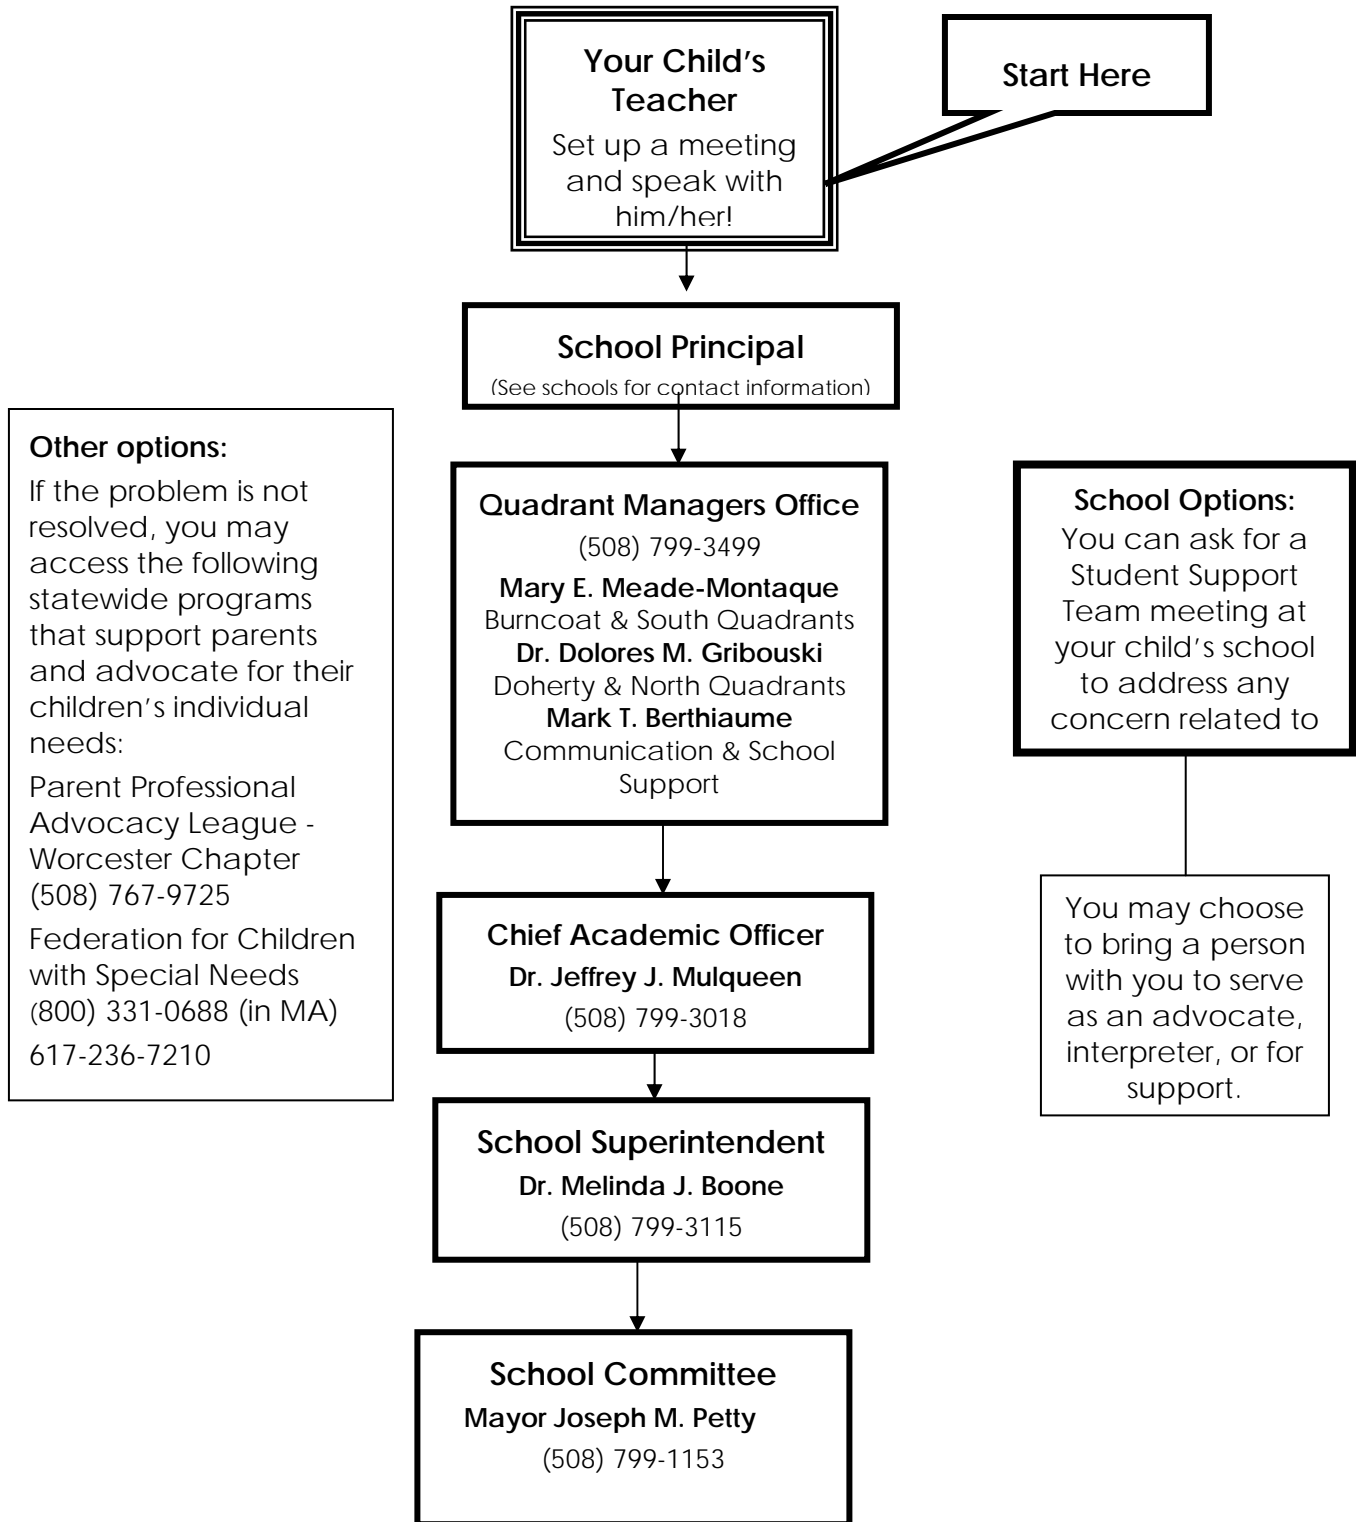 Your Child's
Teacher
Set up a meeting
and speak with
him/her!
Start Here
School Principal
(See schools for contact information)
Other options:
If the problem is not
resolved, you may
access the following
statewide programs
that support parents
and advocate for their
children's individual
needs:
Parent Professional
Advocacy League -
Worcester Chapter
(508) 767-9725
Federation for Children
with Special Needs
(800) 331-0688 (in MA)
617-236-7210
Quadrant Managers Office
(508) 799-3499
Mary E. Meade-Montaque
Burncoat & South Quadrants
Dr. Dolores M. Gribouski
Doherty & North Quadrants
Mark T. Berthiaume
Communication & School
Support
School Options:
You can ask for a
Student Support
Team meeting at
your child's school
to address any
concern related to
You may choose
to bring a person
with you to serve
as an advocate,
interpreter, or for
support.
Chief Academic Officer
Dr. Jeffrey J. Mulqueen
(508) 799-3018
School Superintendent
Dr. Melinda J. Boone
(508) 799-3115
School Committee
Mayor Joseph M. Petty
(508) 799-1153